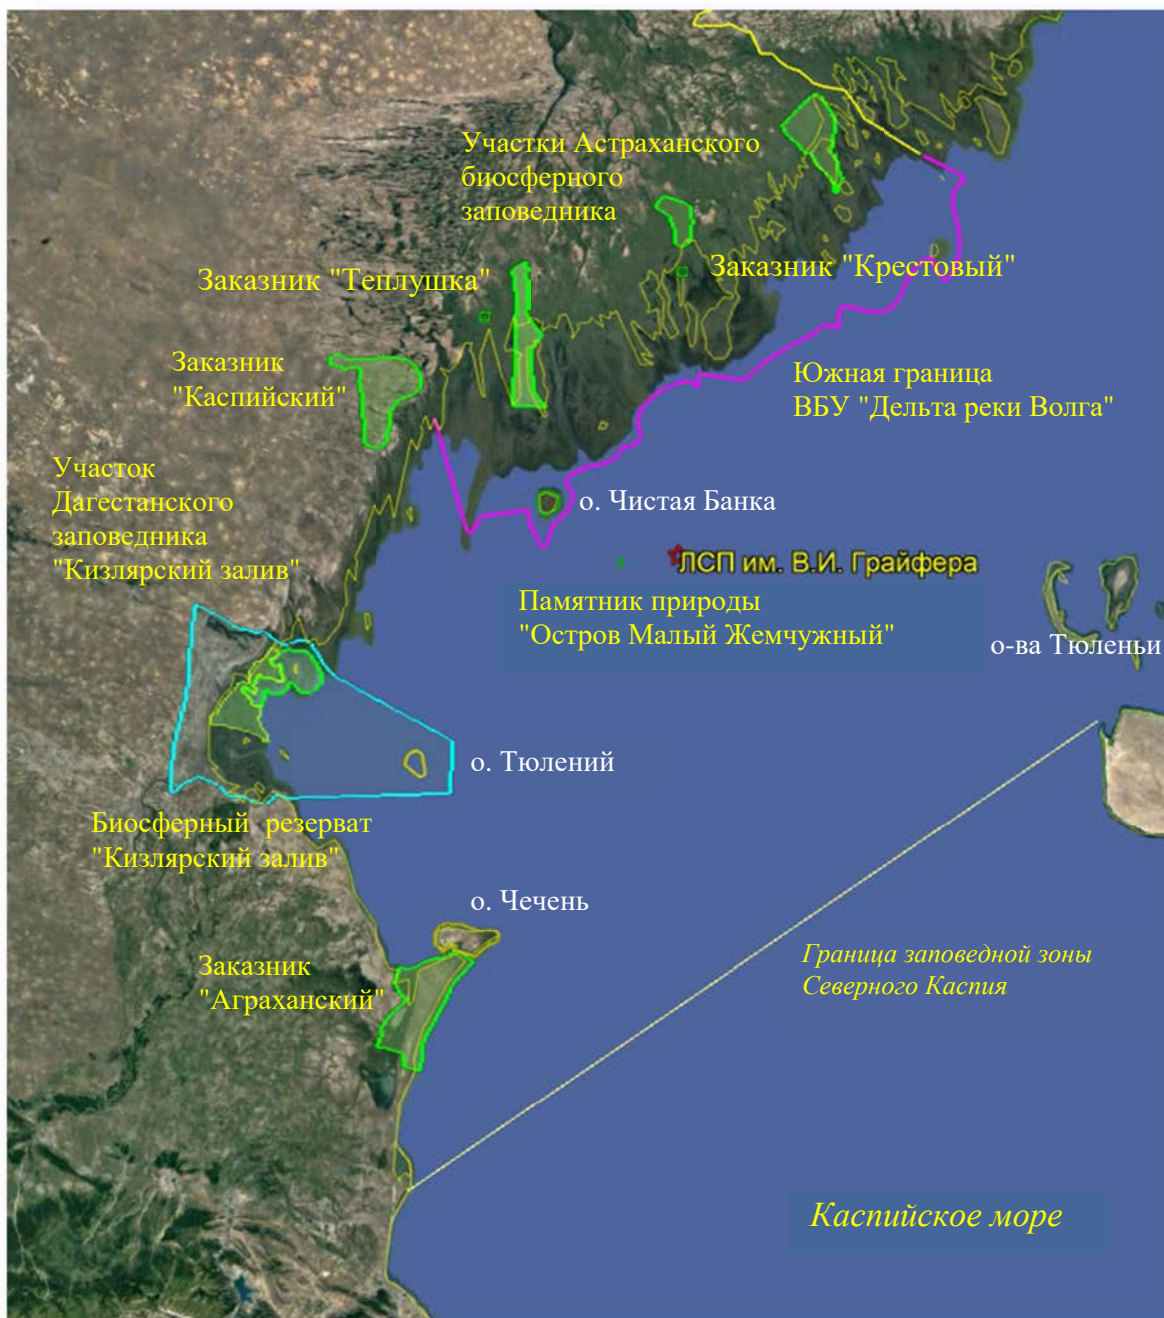 Участки Астраханского
биосферного
заповедника
Заказник "Теплушка"
Заказник "Крестовый"
Заказник
"Каспийский"
Южная граница
ВБУ "Дельта реки Волга"
Участок
Дагестанского
заповедника
"Кизлярский залив"
о. Чистая Банка
ЛСП им. В.И. Грайфера
Памятник природы
"Остров Малый Жемчужный"
о-ва Тюленьи
о. Тюлений
Биосферный резерват
"Кизлярский залив"
о. Чечень
Заказник
"Аграханский"
Граница заповедной зоны
Северного Каспия
Каспийское море